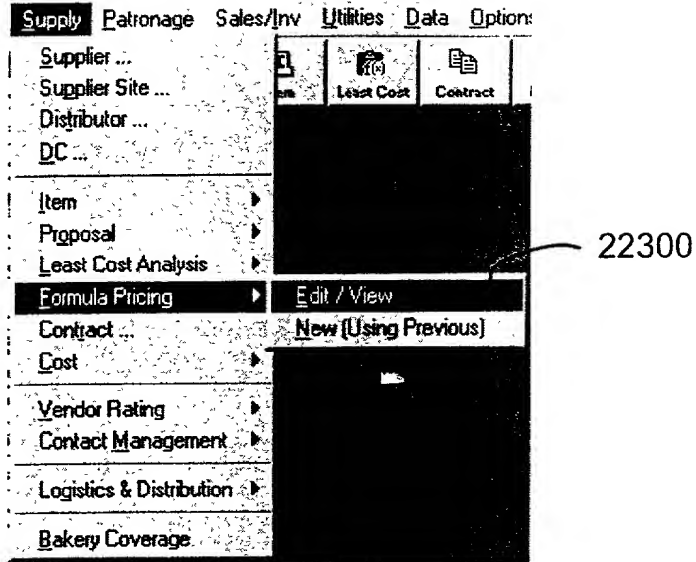 Supply Patronage Sales/Inv Utilities Data Option
Supplier ...
Supplier Site ...
Distributor ...
DC ...
Least Cost Contract
Item
Proposal
Least Cost Analysis
22300
Formula Pricing Edit / View
Contract ... New (Using Previous)
Cost
Vendor Rating
Contact Management
Logistics & Distribution
Bakery Coverage